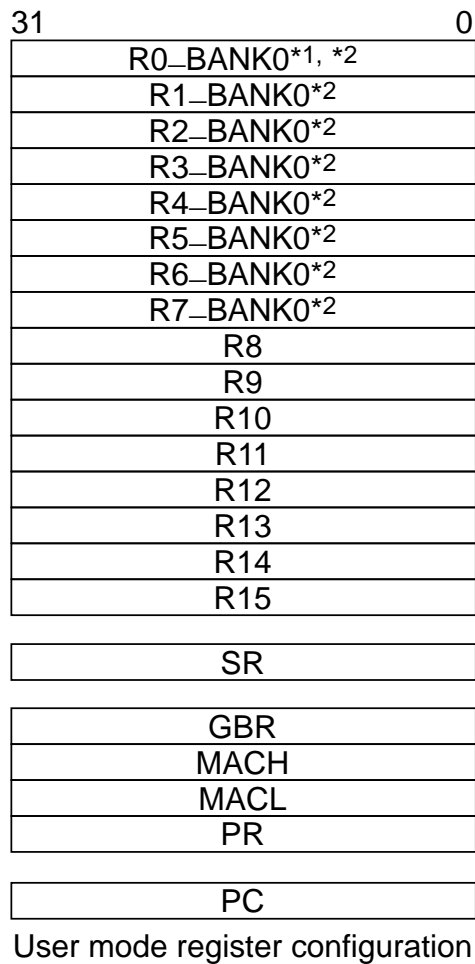 31 0
R0_BANK0*1, *2
R1_BANK0*2
R2_BANK0*2
R3_BANK0*2
R4_BANK0*2
R5_BANK0*2
R6_BANK0*2
R7_BANK0*2
R8
R9
R10
R11
R12
R13
R14
R15
SR
GBR
MACH
MACL
PR
PC
User mode register configuration